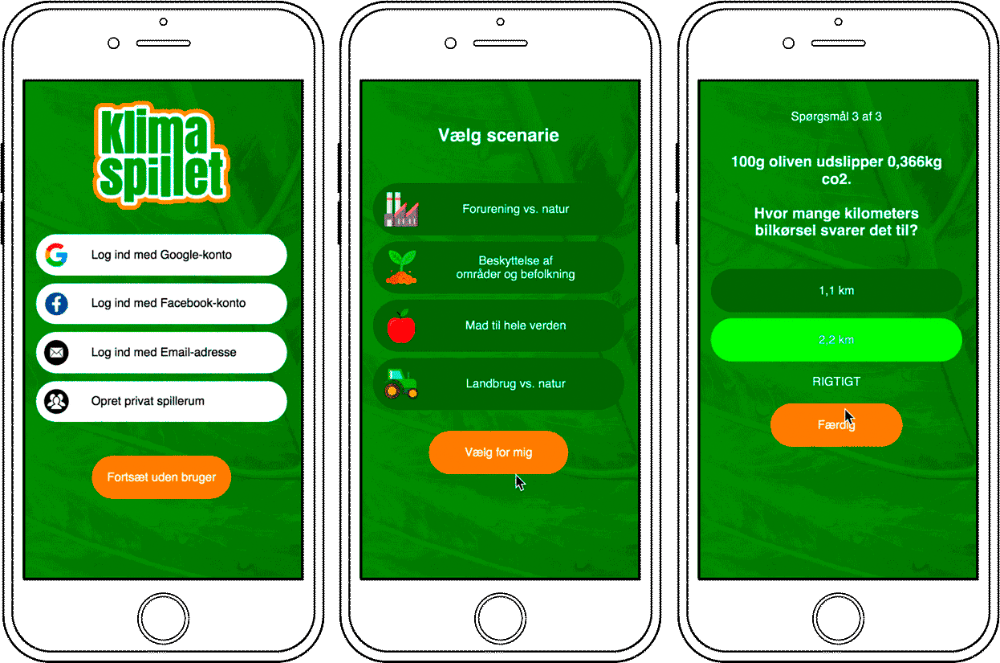 Klima
spillet
Log ind med Google-konto
Log ind med Facebook-konto
Log ind med Email-adresse
Opret privat spillerum
Fortsæt uden bruger
Vælg scenarie
Forurening vs. natur
Beskyttelse af
områder og befolkning
Mad til hele verden
Landbrug vs. natur
Vælg for mig
Spørgsmål 3 af 3
100g oliven udslipper 0,366kg
co2.
Hvor mange kilometers
bilkørsel svarer det til?
1,1 km
2,2 km
RIGTIGT
Færdig